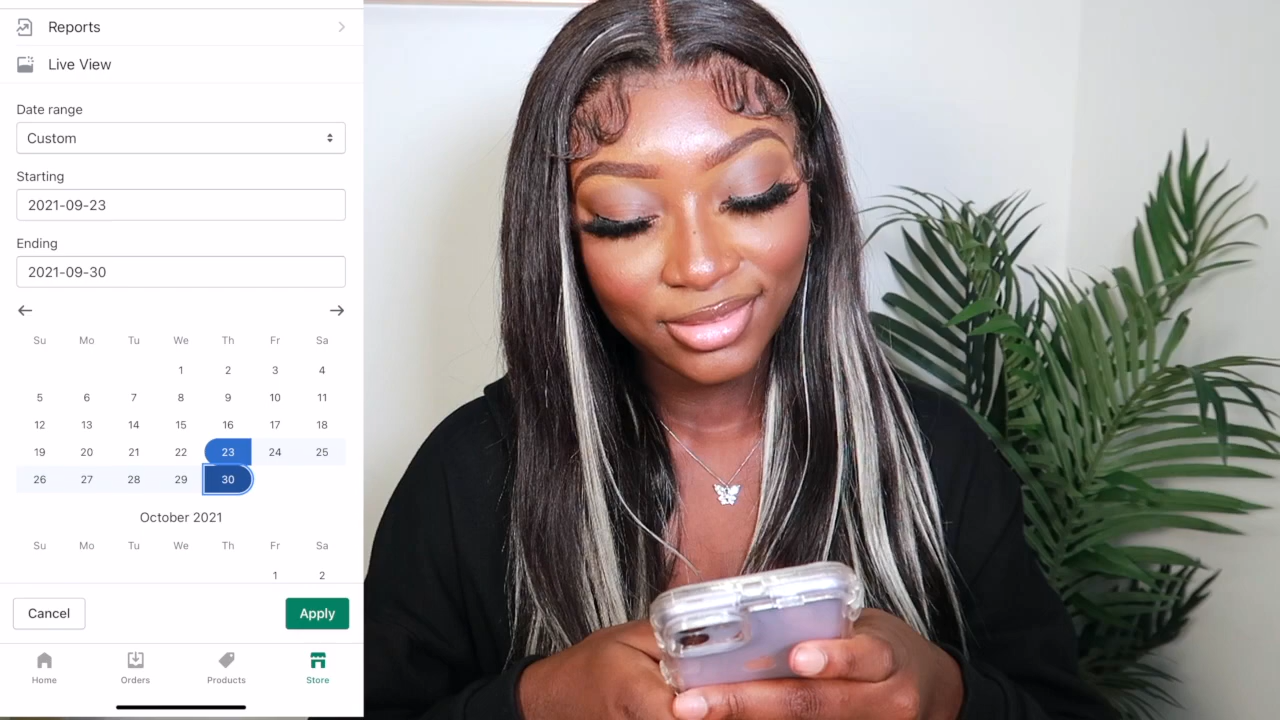 Reports
Live View
Date range
Custom
Starting
2021-09-23
Ending
2021-09-30
Su Mo Tu We Th Fr Sa
1 2 3 4
5 6 7 8 9 10 11
12 13 14 15 16 17 18
19 20 21 22 23 24 25
26 27 28 29 30
October 2021
Su Mo Tu We Th Fr Sa
1 2
Cancel Apply
Home Orders Products Store